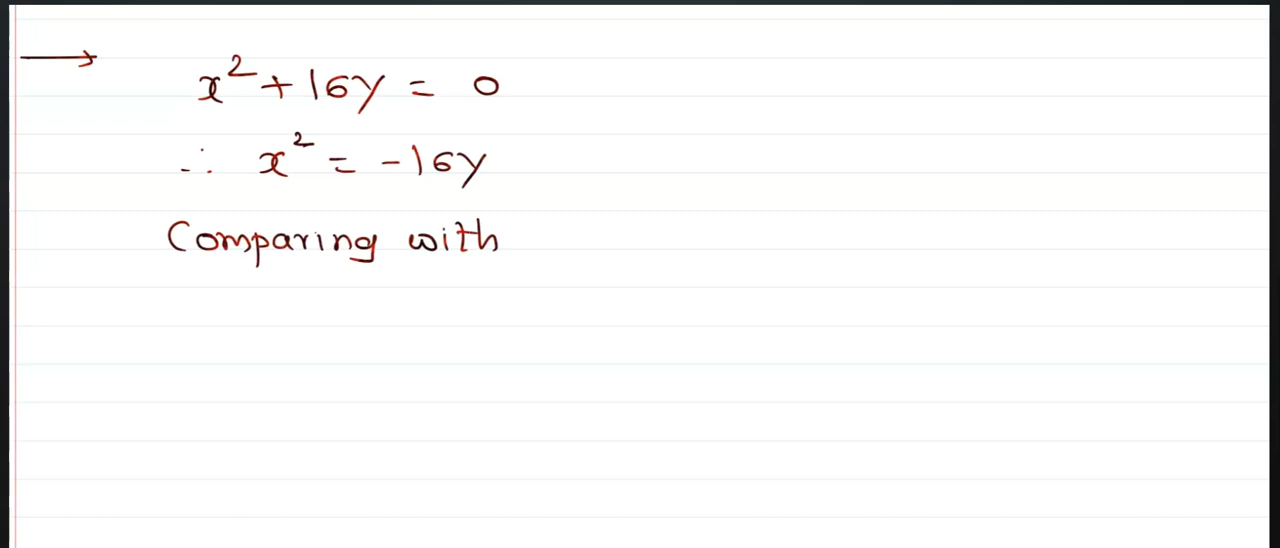 → x² + 16y = 0
∴ x² = -16y
Comparing with